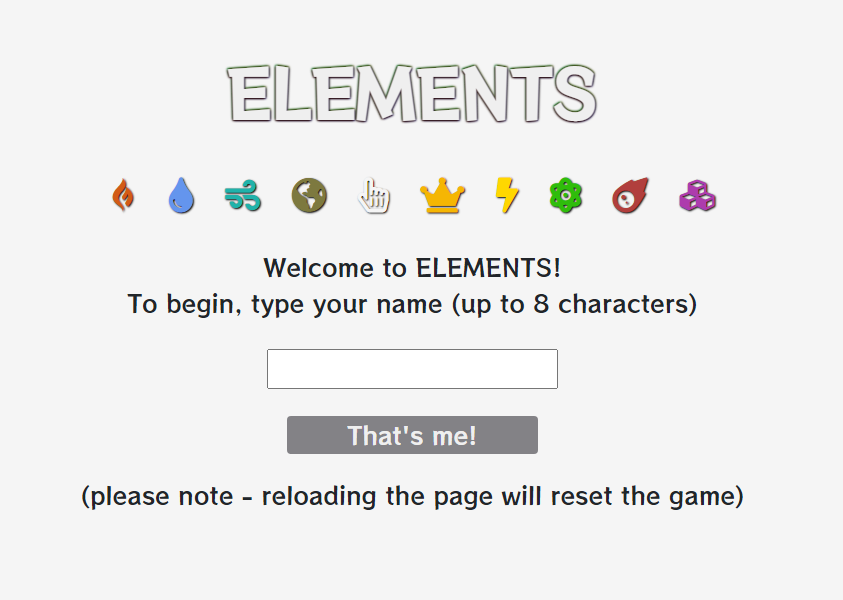 ELEMENTS
Welcome to ELEMENTS!
To begin, type your name (up to 8 characters)
That's me!
(please note - reloading the page will reset the game)